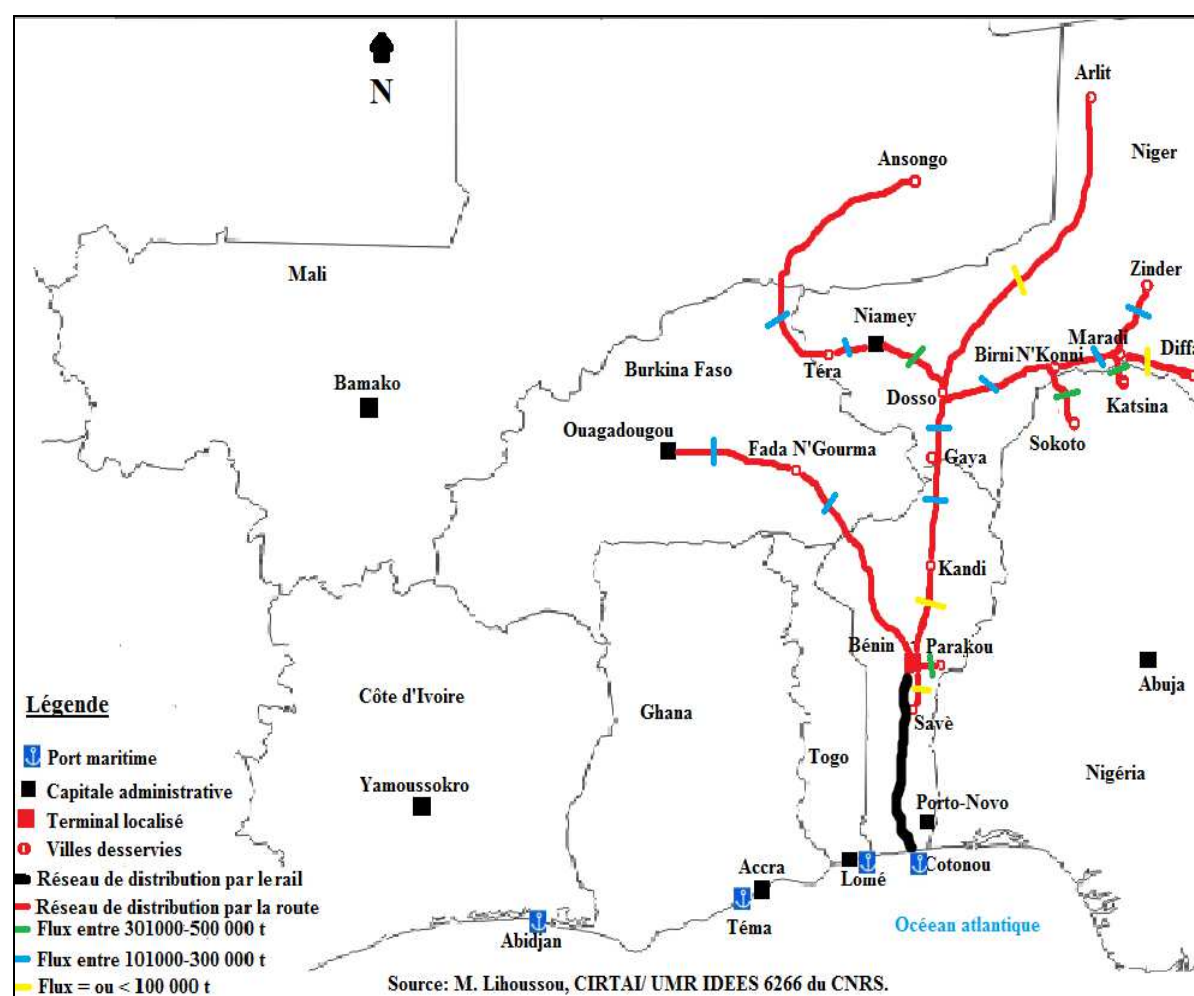 Arlit
N
Ansongo
Niger
Mali
Zinder
Niamey
Maradi
Birni N'Konni
Diffa
Burkina Faso
Téra
Bamako
Dosso
Katsina
Ouagadougou
Fada N'Gourma
Sokoto
Gaya
Kandi
Bénin
Parakou
Abuja
Légende
Côte d'Ivoire
Ghana
Savè
Port maritime
Togo
Nigéria
Capitale administrative
Yamoussokro
Porto-Novo
Terminal localisé
Villes desservies
Accra
Lomé
Cotonou
Réseau de distribution par le rail
Réseau de distribution par la route
Téma
Océean atlantique
Flux entre 301000-500 000 t
Abidjan
Flux entre 101000-300 000 t
Flux = ou < 100 000 t
Source: M. Lihoussou, CIRTAI/ UMR IDEES 6266 du CNRS.